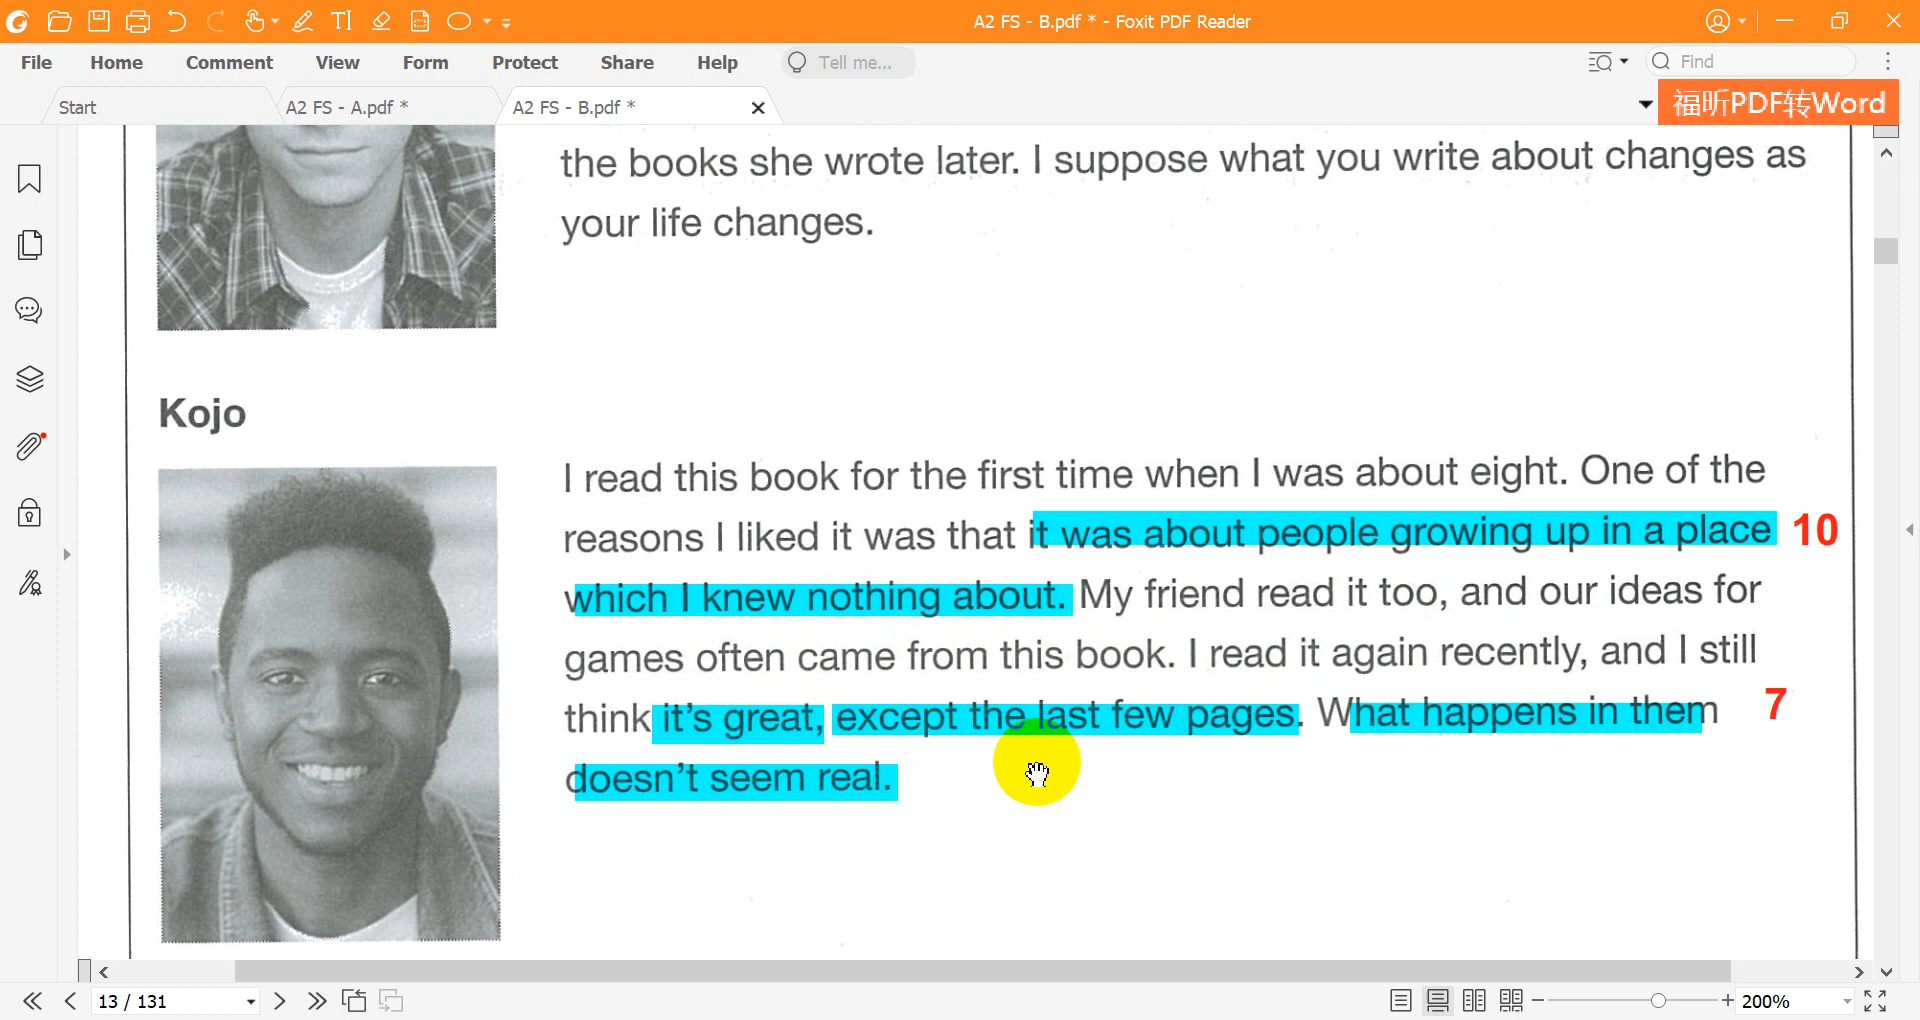 A2 FS - B.pdf * - Foxit PDF Reader
File Home Comment View Form Protect Share Help Tell me... Find
Start A2 FS - A.pdf * A2 FS - B.pdf * 福昕PDF转Word
the books she wrote later. I suppose what you write about changes as
your life changes.
Kojo
I read this book for the first time when I was about eight. One of the
reasons I liked it was that it was about people growing up in a place 10
which I knew nothing about. My friend read it too, and our ideas for
games often came from this book. I read it again recently, and I still
think it's great, except the last few pages. What happens in them 7
doesn't seem real.
13 / 131 200%